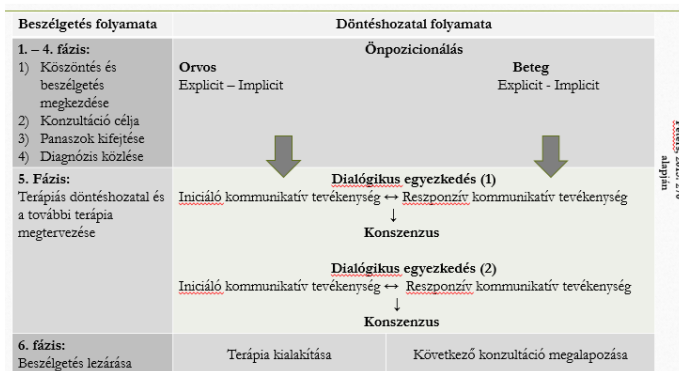 Beszélgetés folyamata
Döntéshozatal folyamata
1. – 4. fázis:
1) Köszöntés és
beszélgetés
megkezdése
2) Konzultáció célja
3) Panaszok kifejtése
4) Diagnózis közlése
Önpozicionálás
Orvos
Beteg
Explicit – Implicit
Explicit - Implicit
5. Fázis:
Terápiás döntéshozatal és
a további terápia
megtervezése
Dialógikus egyezkedés (1)
Iniciáló kommunikatív tevékenység ↔ Reszponzív kommunikatív tevékenység
↓
Konszenzus
Dialógikus egyezkedés (2)
Iniciáló kommunikatív tevékenység ↔ Reszponzív kommunikatív tevékenység
↓
Konszenzus
6. fázis:
Beszélgetés lezárása
Terápia kialakítása
Következő konzultáció megalapozása
alapján